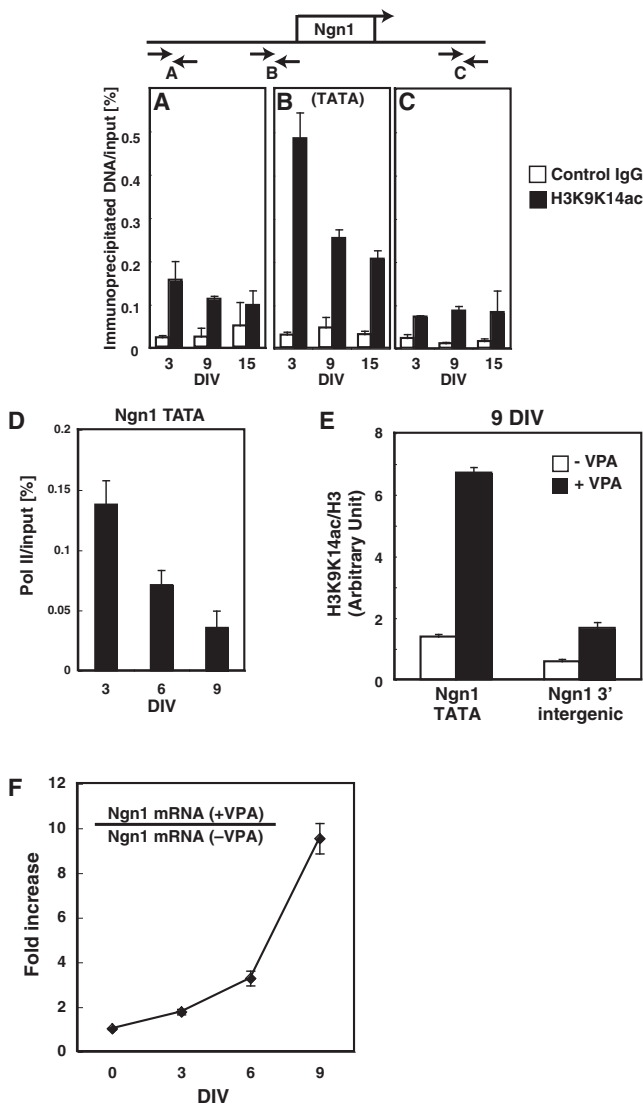 Ngn1
A
B
C
Immunoprecipitated DNA/input [%]
0.5
0.4
0.3
0.2
0.1
0
A
B
(TATA)
C
Control IgG
H3K9K14ac
3 9 15
DIV
3 9 15
DIV
3 9 15
DIV
D
Ngn1 TATA
Pol II/input [%]
0.2
0.15
0.1
0.05
0
3 6 9
DIV
E
9 DIV
H3K9K14ac/H3
(Arbitrary Unit)
8
6
4
2
0
- VPA
+ VPA
Ngn1
TATA
Ngn1 3'
intergenic
F
Ngn1 mRNA (+VPA)
Ngn1 mRNA (–VPA)
Fold increase
12
10
8
6
4
2
0
0 3 6 9
DIV